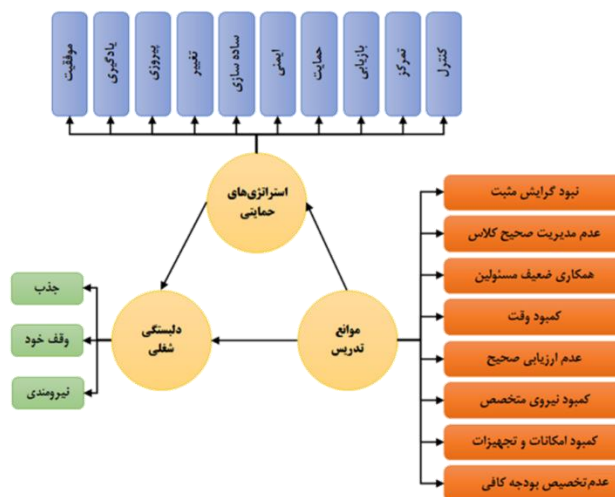 کنترل
تمرکز
بازیابی
حمایت
ایمنی
ساده سازی
تغییر
پیروزی
یادگیری
موفقیت
استراتژی‌های
حمایتی
موانع
تدریس
دلبستگی
شغلی
نبود گرایش مثبت
عدم مدیریت صحیح کلاس
همکاری ضعیف مسئولین
کمبود وقت
عدم ارزیابی صحیح
کمبود نیروی متخصص
کمبود امکانات و تجهیزات
عدم تخصیص بودجه کافی
جذب
وقف خود
نیرومندی